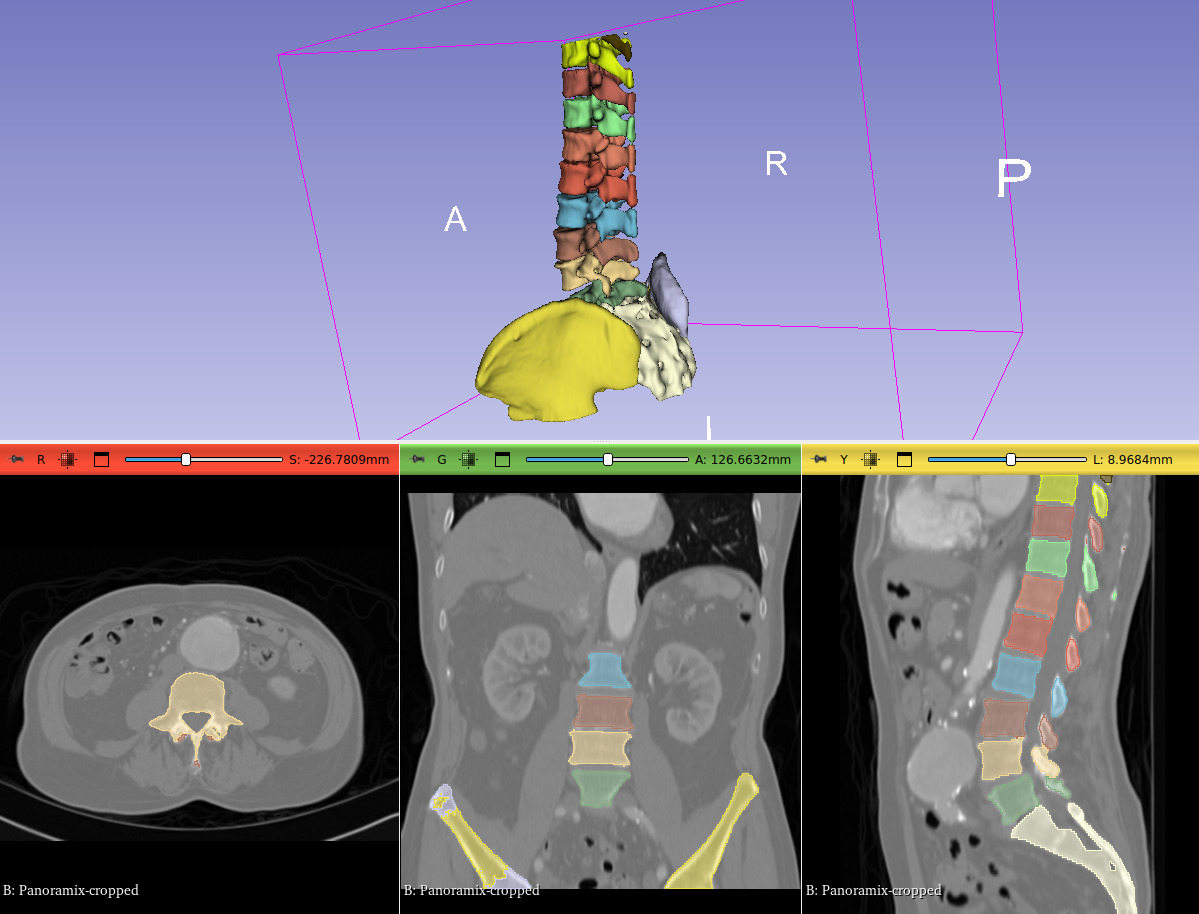 R
P
A
R S: -226.7809mm
G A: 126.6632mm
Y L: 8.9684mm
B: Panoramix-cropped
B: Panoramix-cropped
B: Panoramix-cropped